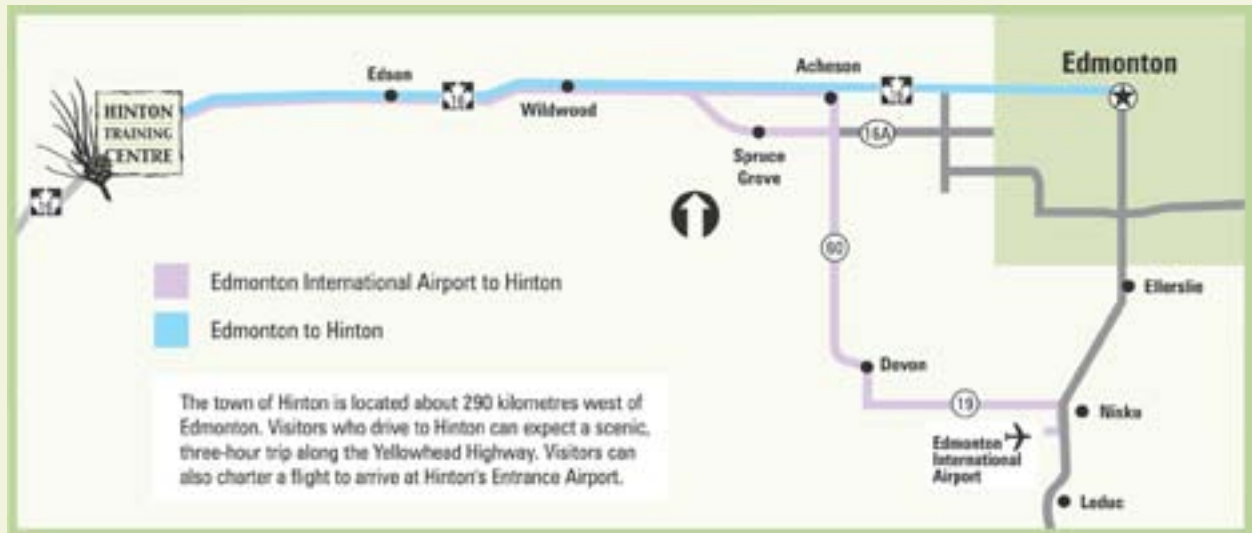 Edson
16
Wildwood
Acheson
16
Edmonton
HINTON
TRAINING
CENTRE
16
16A
Spruce
Grove
60
Edmonton International Airport to Hinton
Edmonton to Hinton
Ellerslie
Devon
The town of Hinton is located about 290 kilometres west of
Edmonton. Visitors who drive to Hinton can expect a scenic,
three-hour trip along the Yellowhead Highway. Visitors can
also charter a flight to arrive at Hinton's Entrance Airport.
19
Nisku
Edmonton
International
Airport
Leduc